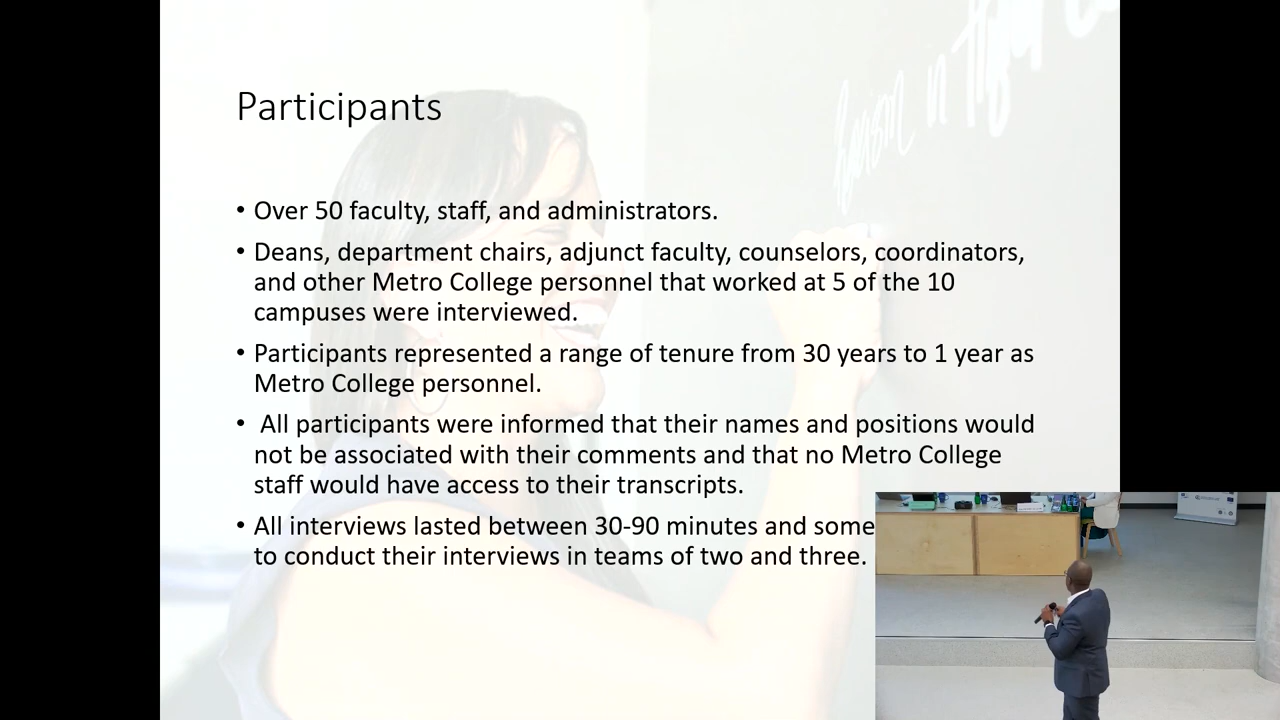 Participants
• Over 50 faculty, staff, and administrators.
• Deans, department chairs, adjunct faculty, counselors, coordinators,
and other Metro College personnel that worked at 5 of the 10
campuses were interviewed.
• Participants represented a range of tenure from 30 years to 1 year as
Metro College personnel.
• All participants were informed that their names and positions would
not be associated with their comments and that no Metro College
staff would have access to their transcripts.
• All interviews lasted between 30-90 minutes and some
to conduct their interviews in teams of two and three.